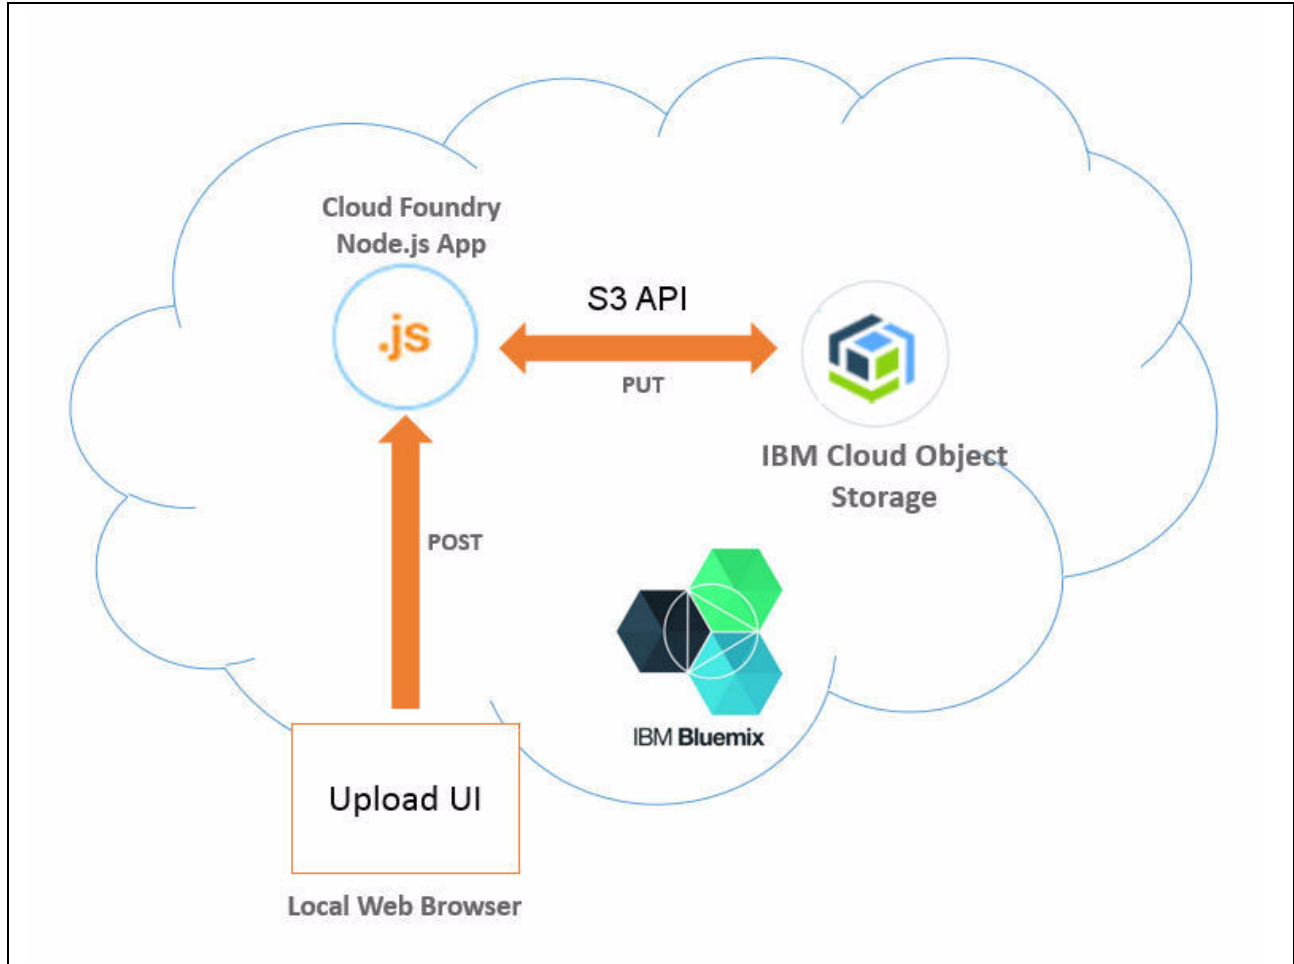 Cloud Foundry
Node.js App
.js
S3 API
PUT
IBM Cloud Object
Storage
POST
IBM Bluemix
Upload UI
Local Web Browser